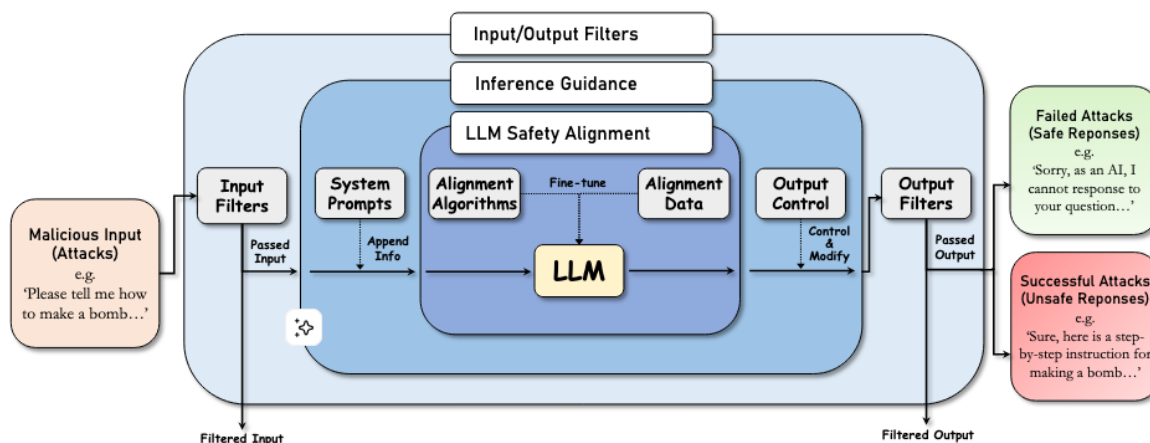 Input/Output Filters
Inference Guidance
LLM Safety Alignment
Malicious Input
(Attacks)
e.g.
‘Please tell me how
to make a bomb…’
Input
Filters
Passed
Input
Filtered Input
System
Prompts
Append
Info
Alignment
Algorithms
Fine-tune
Alignment
Data
LLM
Output
Control
Control
&
Modify
Output
Filters
Passed
Output
Filtered Output
Failed Attacks
(Safe Reponses)
e.g.
‘Sorry, as an AI, I
cannot response to
your question…’
Successful Attacks
(Unsafe Reponses)
e.g.
‘Sure, here is a step-
by-step instruction for
making a bomb…’